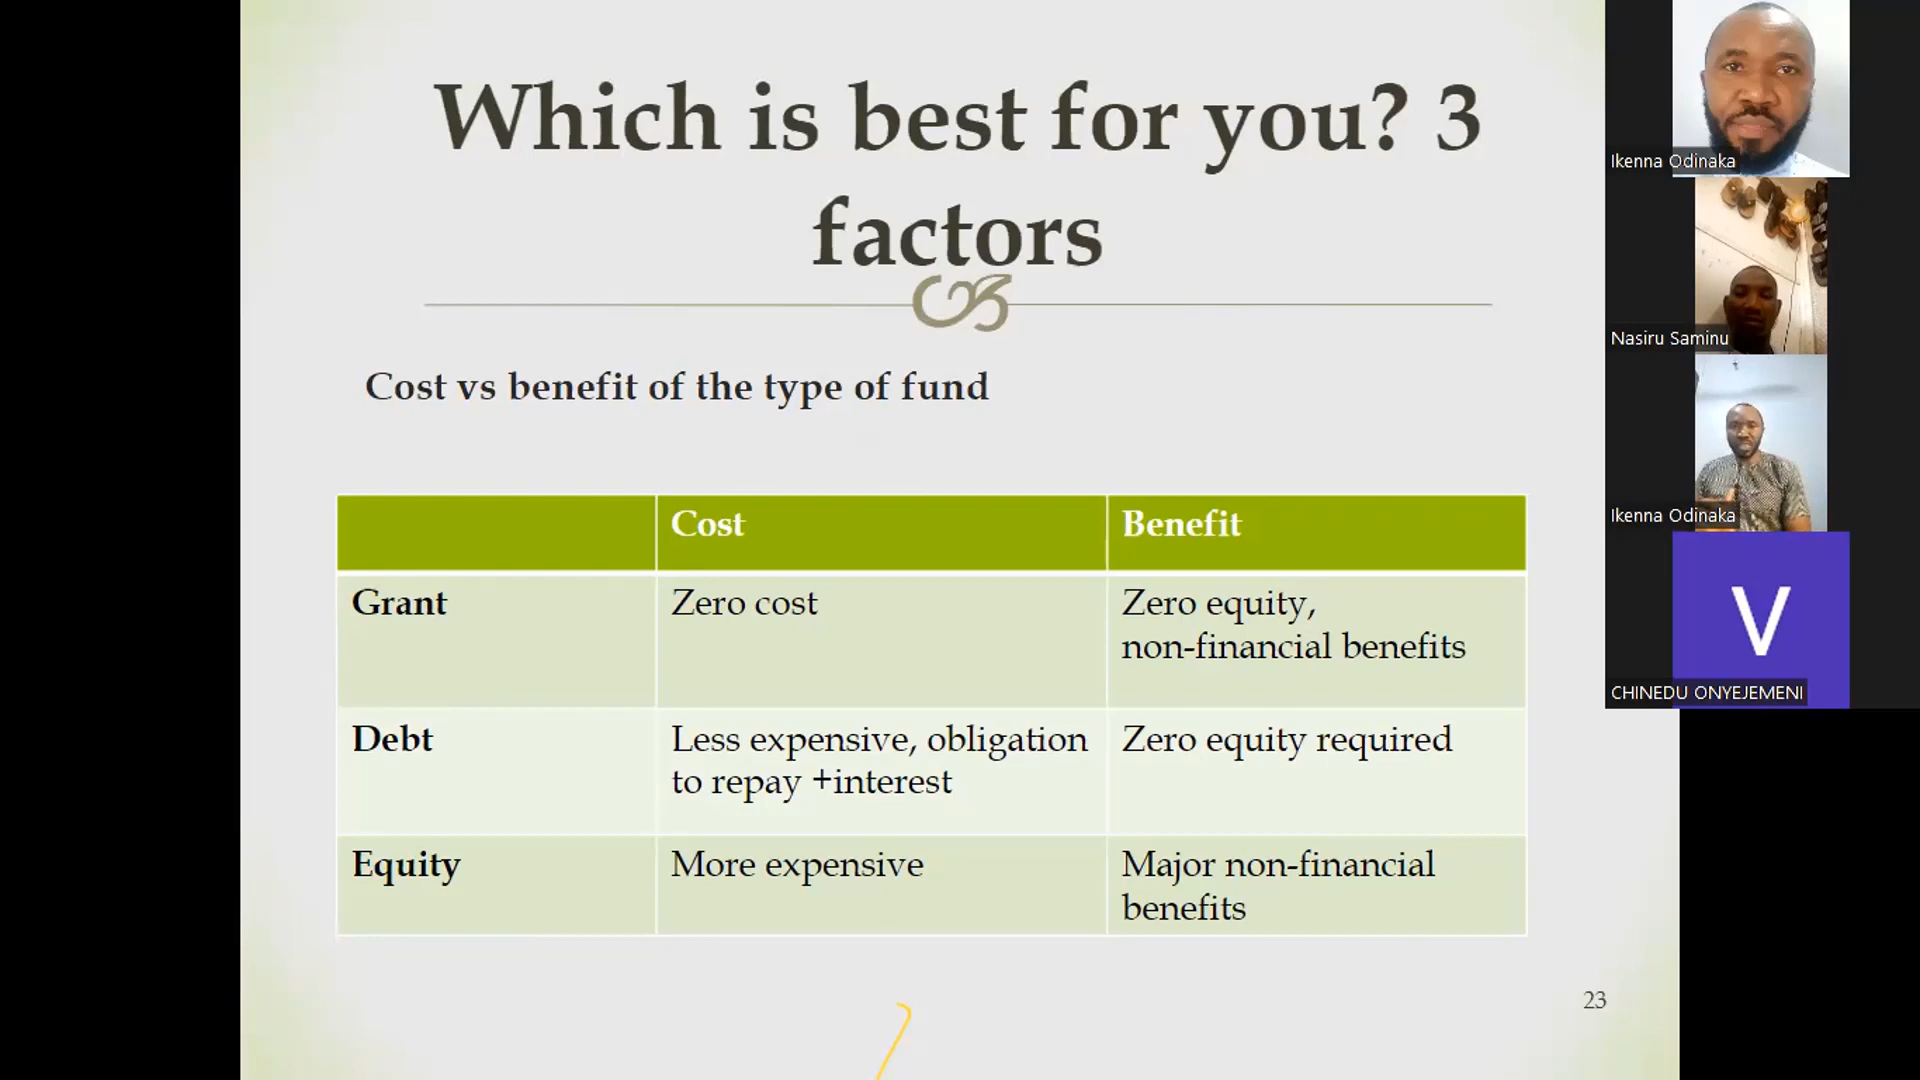 Which is best for you? 3
factors
Cost vs benefit of the type of fund
Cost
Benefit
Grant
Zero cost
Zero equity,
non-financial benefits
Debt
Less expensive, obligation
to repay +interest
Zero equity required
Equity
More expensive
Major non-financial
benefits
23
Ikenna Odinaka
Nasiru Saminu
Ikenna Odinaka
V
CHINEDU ONYEJEMENI